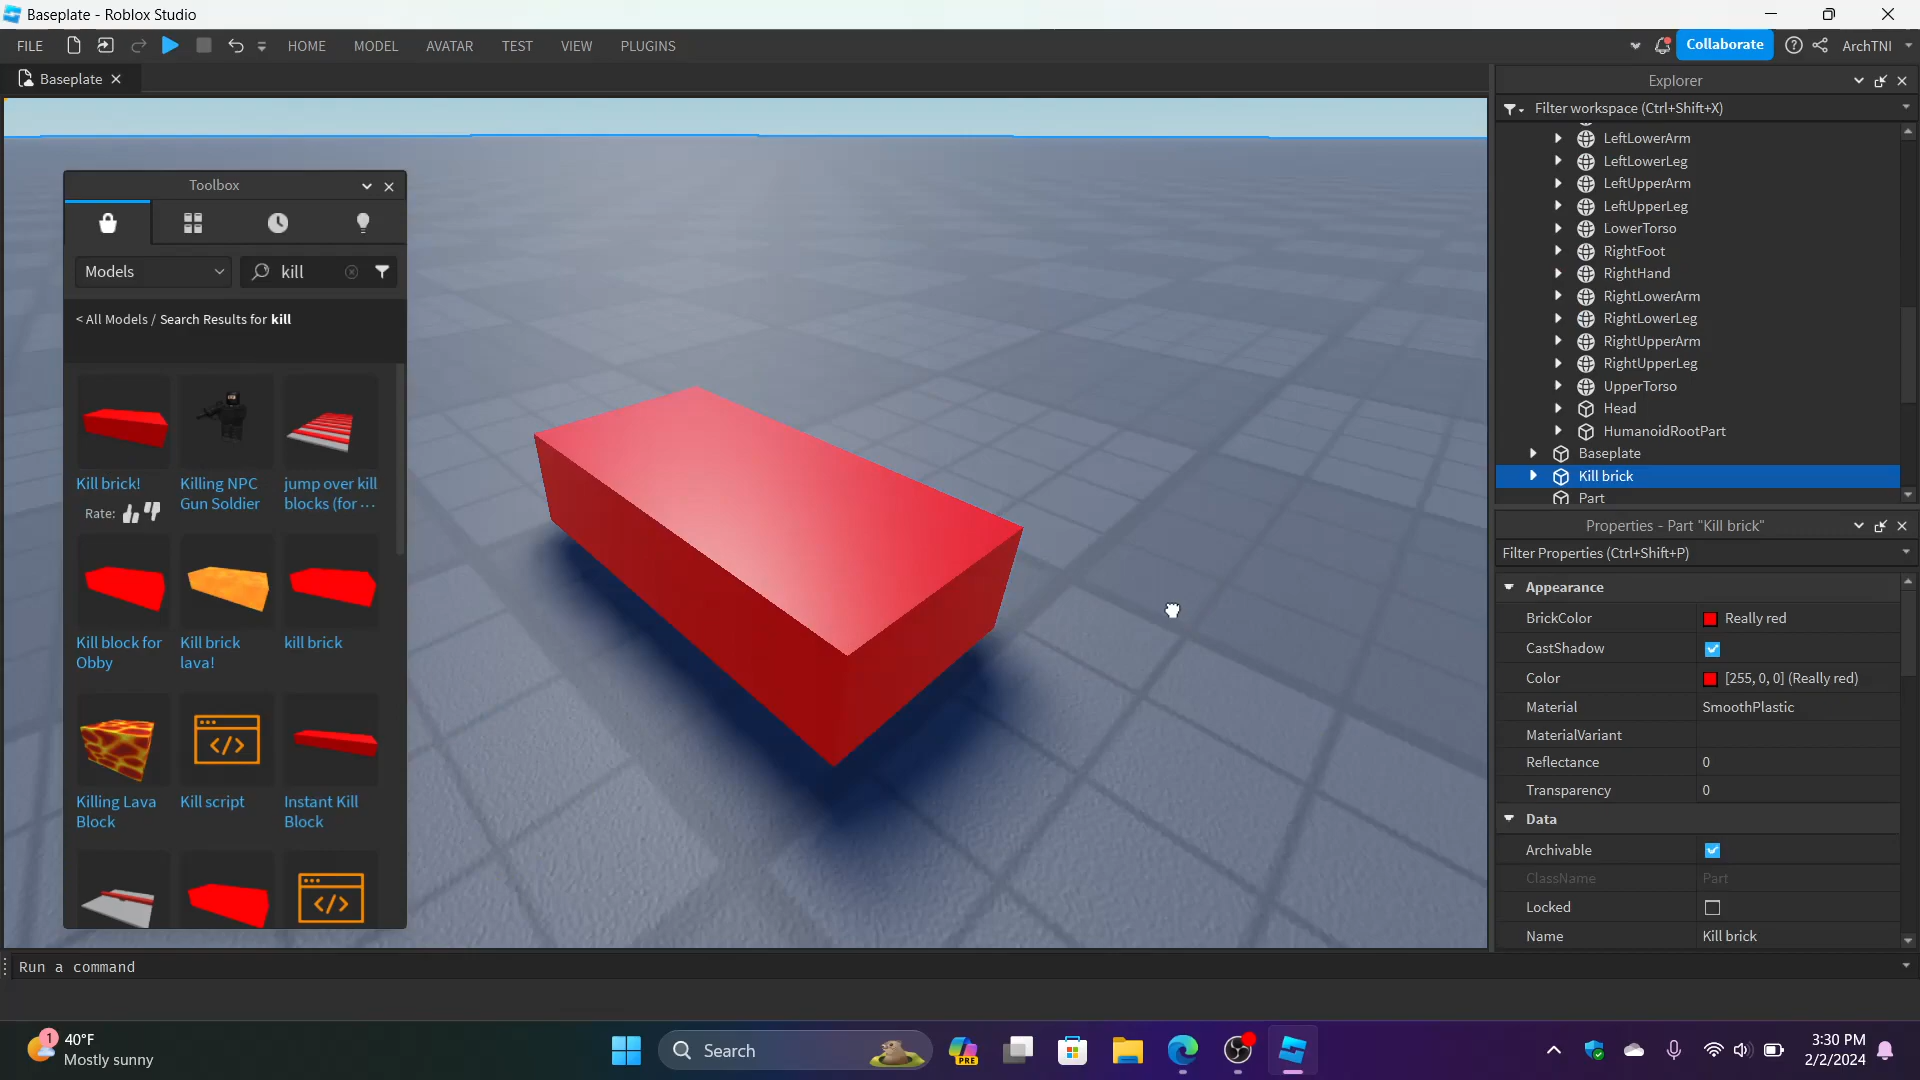 Baseplate - Roblox Studio
FILE
HOME
MODEL
AVATAR
TEST
VIEW
PLUGINS
Collaborate
ArchTNI
Baseplate
Toolbox
Models
kill
< All Models / Search Results for kill
Kill brick!
Rate:
Killing NPC
Gun Soldier
jump over kill
blocks (for ...
Kill block for
Obby
Kill brick
lava!
kill brick
Killing Lava
Block
Kill script
Instant Kill
Block
Explorer
Filter workspace (Ctrl+Shift+X)
LeftLowerArm
LeftLowerLeg
LeftUpperArm
LeftUpperLeg
LowerTorso
RightFoot
RightHand
RightLowerArm
RightLowerLeg
RightUpperArm
RightUpperLeg
UpperTorso
Head
HumanoidRootPart
Baseplate
Kill brick
Part
Properties - Part "Kill brick"
Filter Properties (Ctrl+Shift+P)
Appearance
BrickColor Really red
CastShadow
Color [255, 0, 0] (Really red)
Material SmoothPlastic
MaterialVariant
Reflectance 0
Transparency 0
Data
Archivable
ClassName Part
Locked
Name Kill brick
Run a command
1
40°F
Mostly sunny
Search
PRE
3:30 PM
2/2/2024